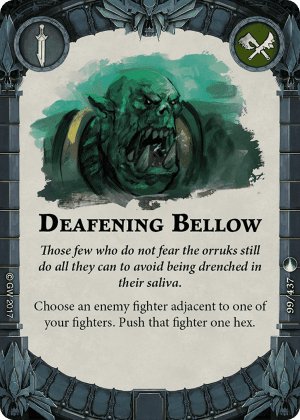 DEAFENING BELLOW
Those few who do not fear the orruks still
do all they can to avoid being drenched in
their saliva.
Choose an enemy fighter adjacent to one of
your fighters. Push that fighter one hex.
© GW 2017
99/437